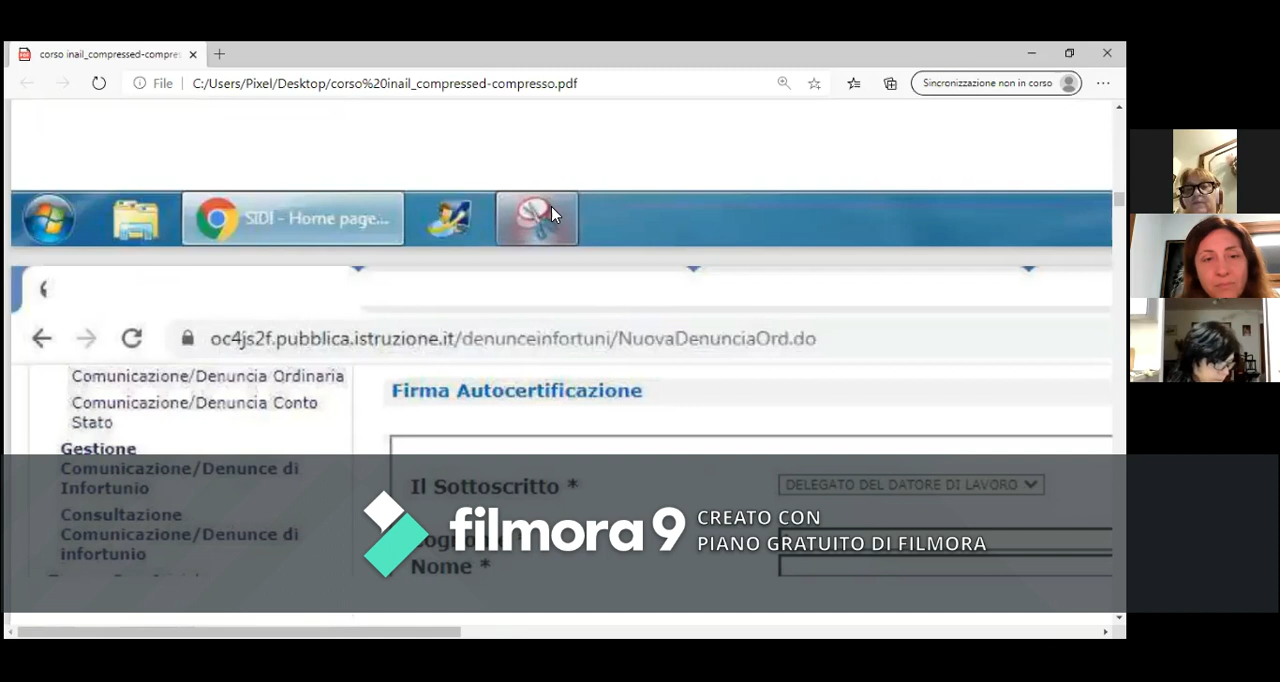 corso inail_compressed-compre
File
C:/Users/Pixel/Desktop/corso%20inail_compressed-compresso.pdf
Sincronizzazione non in corso
SIDI - Home page...
oc4js2f.pubblica.istruzione.it/denunceinfortuni/NuovaDenunciaOrd.do
Comunicazione/Denuncia Ordinaria
Comunicazione/Denuncia Conto
Stato
Gestione
Comunicazione/Denunce di
Infortunio
Consultazione
Comunicazione/Denunce di
infortunio
Firma Autocertificazione
Il Sottoscritto *
DELEGATO DEL DATORE DI LAVORO
Nome *
filmora 9
CREATO CON
PIANO GRATUITO DI FILMORA